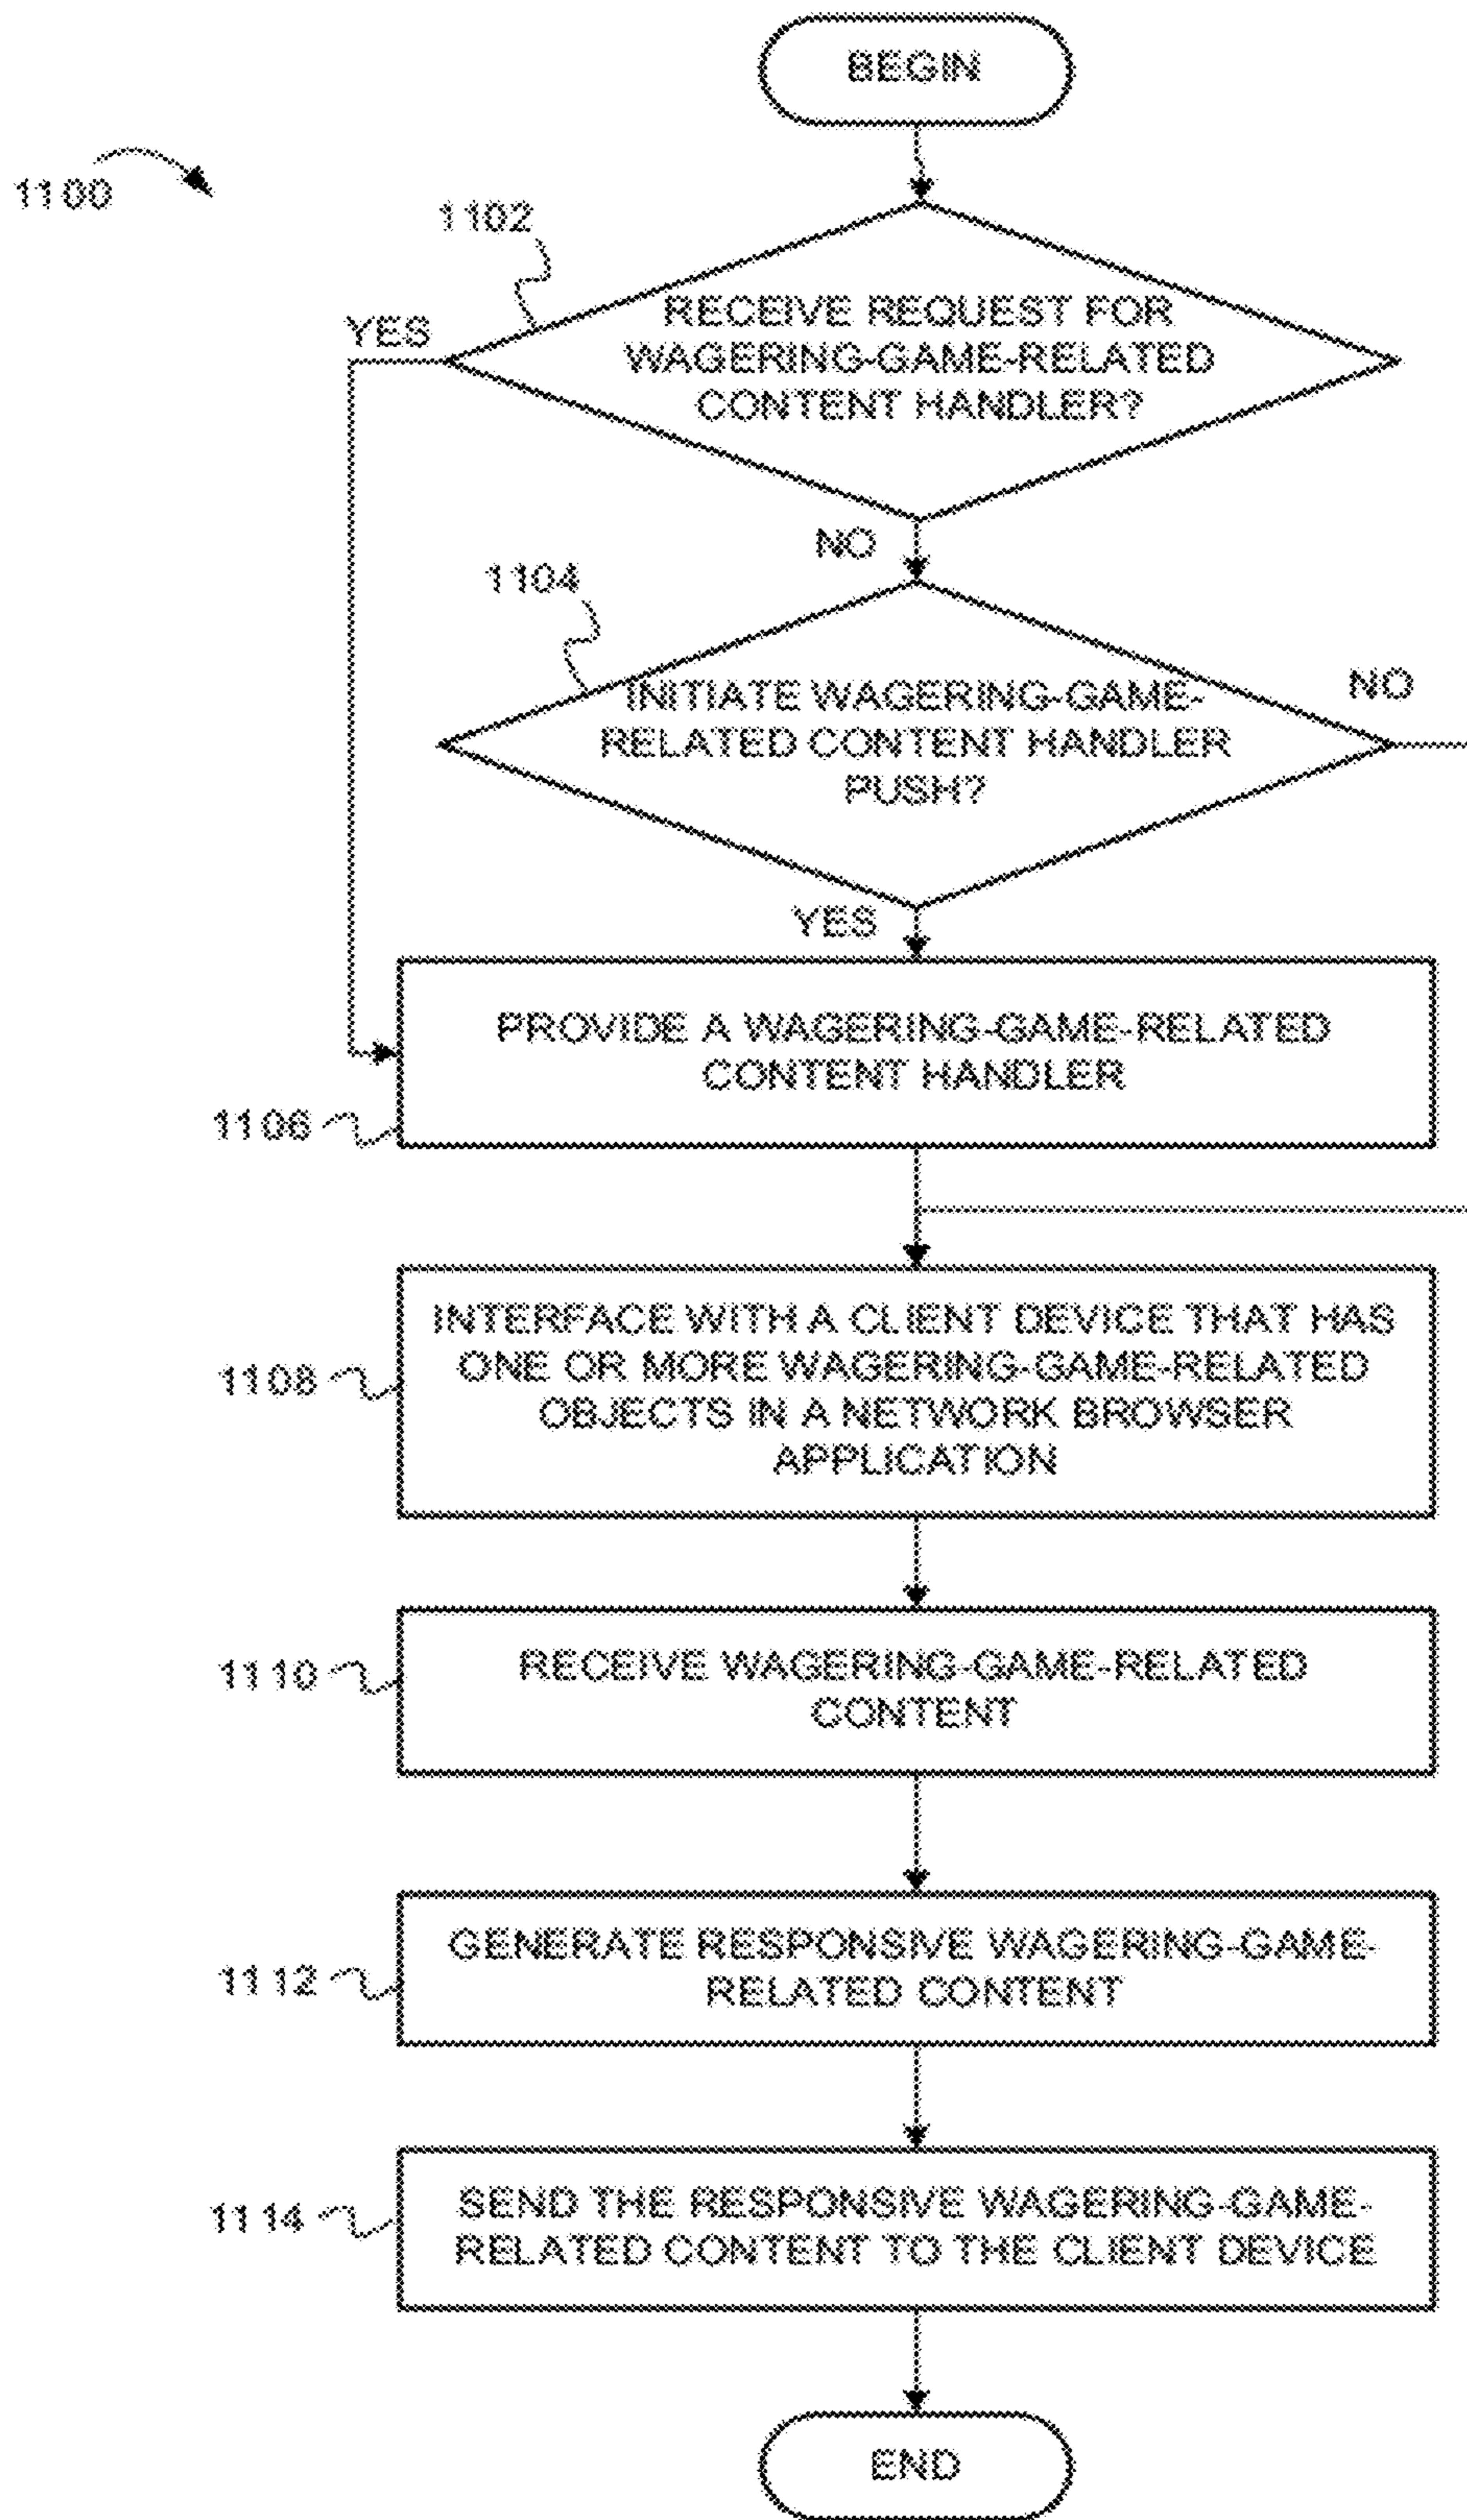 BEGIN
1100
1102
YES
RECEIVE REQUEST FOR
WAGERING-GAME-RELATED
CONTENT HANDLER?
NO
1104
INITIATE WAGERING-GAME-
RELATED CONTENT HANDLER
PUSH?
NO
YES
PROVIDE A WAGERING-GAME-RELATED
CONTENT HANDLER
1106
INTERFACE WITH A CLIENT DEVICE THAT HAS
ONE OR MORE WAGERING-GAME-RELATED
OBJECTS IN A NETWORK BROWSER
APPLICATION
1108
RECEIVE WAGERING-GAME-RELATED
CONTENT
1110
GENERATE RESPONSIVE WAGERING-GAME-
RELATED CONTENT
1112
SEND THE RESPONSIVE WAGERING-GAME-
RELATED CONTENT TO THE CLIENT DEVICE
1114
END